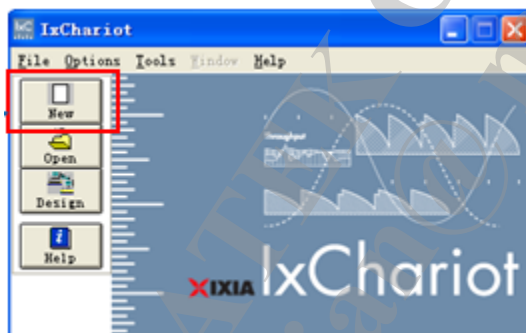 IxChariot
File Options Tools Window Help
New
Open
Design
Help
Throughput
XIXIA IxChariot